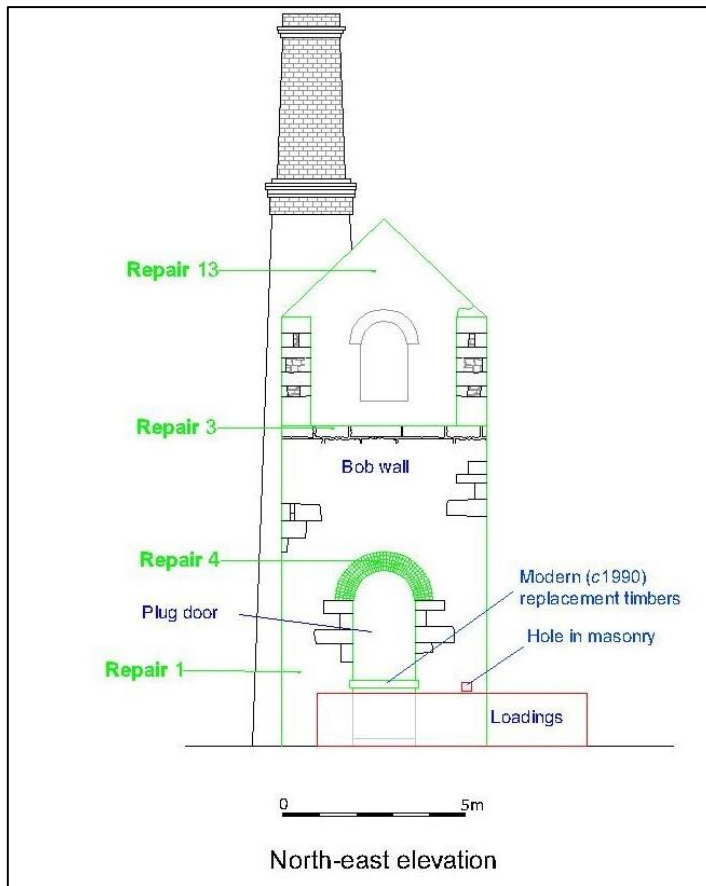 Repair 13
Repair 3
Bob wall
Repair 4
Modern (c1990)
replacement timbers
Plug door
Hole in masonry
Repair 1
Loadings
0 5m
North-east elevation